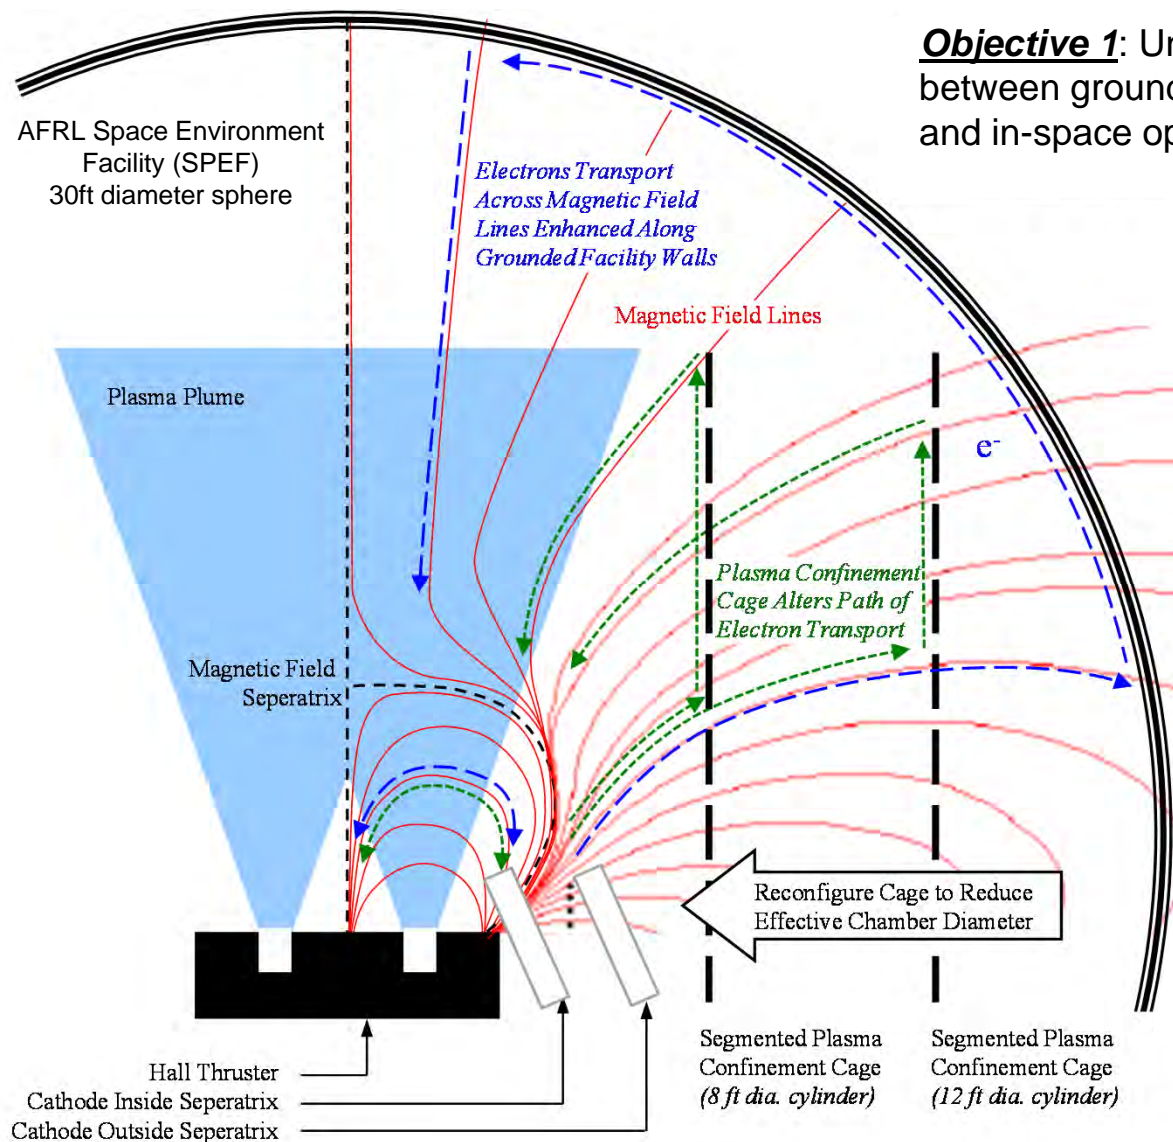 Objective 1: Un
between ground
and in-space op
AFRL Space Environment
Facility (SPEF)
30ft diameter sphere
Electrons Transport
Across Magnetic Field
Lines Enhanced Along
Grounded Facility Walls
Magnetic Field Lines
Plasma Plume
e-
Plasma Confinement
Cage Alters Path of
Electron Transport
Magnetic Field
Seperatrix
Reconfigure Cage to Reduce
Effective Chamber Diameter
Segmented Plasma
Confinement Cage
(8 ft dia. cylinder)
Segmented Plasma
Confinement Cage
(12 ft dia. cylinder)
Hall Thruster
Cathode Inside Seperatrix
Cathode Outside Seperatrix